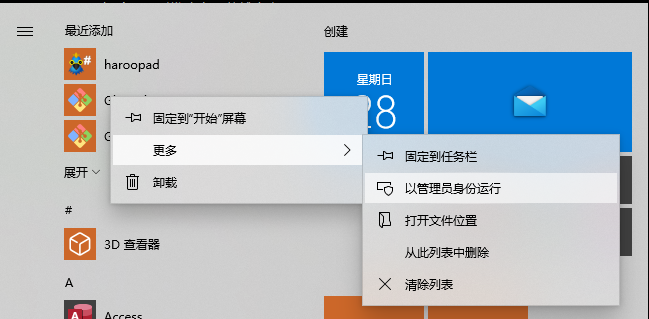 最近添加
创建
haroopad
星期日
28
固定到"开始"屏幕
更多
卸载
固定到任务栏
以管理员身份运行
打开文件位置
从此列表中删除
清除列表
展开
#
3D 查看器
A
Access